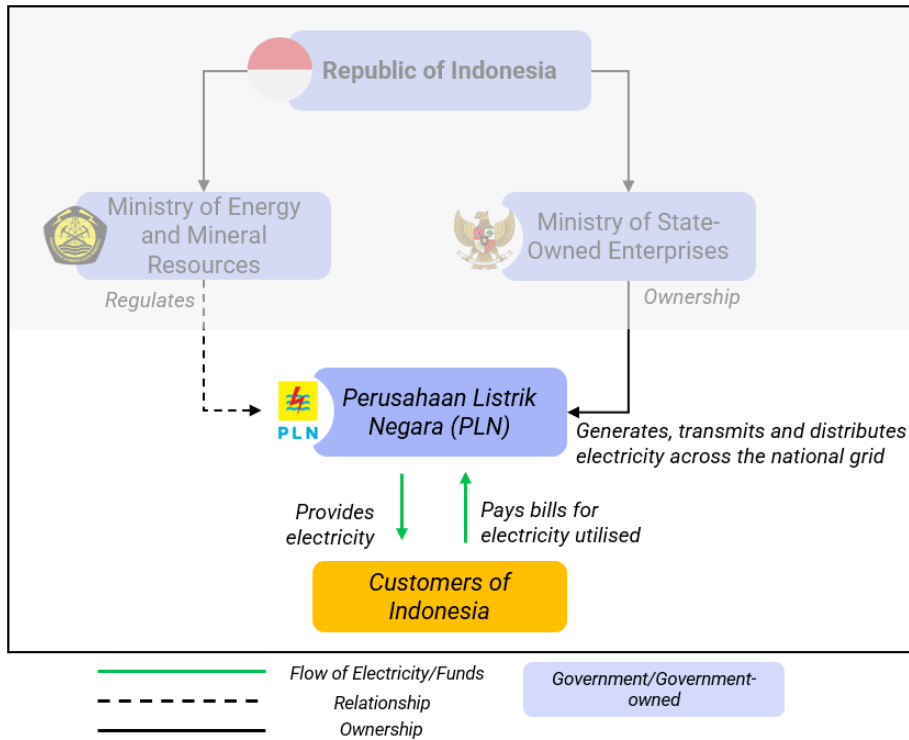 Republic of Indonesia
Ministry of Energy
and Mineral
Resources
Ministry of State-
Owned Enterprises
Regulates
Ownership
PLN
Perusahaan Listrik
Negara (PLN)
Generates, transmits and distributes
electricity across the national grid
Provides
electricity
Pays bills for
electricity utilised
Customers of
Indonesia
Flow of Electricity/Funds
Relationship
Ownership
Government/Government-
owned